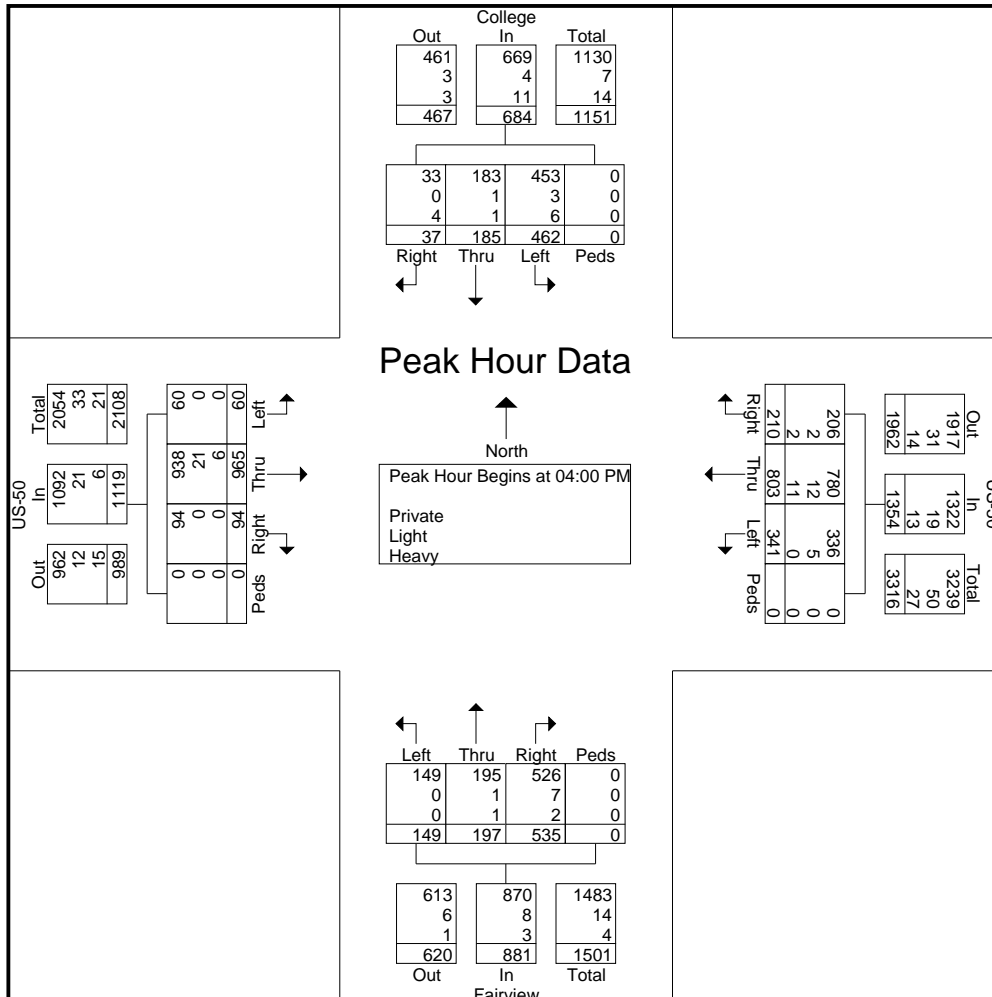 College
Out In Total
461 669 1130
3 4 7
3 11 14
467 684 1151
33 183 453 0
0 1 3 0
4 1 6 0
37 185 462 0
Right Thru Left Peds
Peak Hour Data
North
Peak Hour Begins at 04:00 PM
Private
Light
Heavy
US-50
Total In Out
2054 1092 962
33 21 12
21 6 15
2108 1119 989
60 938 94 0
0 21 0 0
0 6 0 0
60 965 94 0
Left Thru Right Peds
Right Thru Left Peds
210 803 341 0
2 11 0 0
2 12 5 0
206 780 336 0
1962 1354 3316
14 13 27
31 19 50
1917 1322 3239
Out In Total
Left Thru Right Peds
149 195 526 0
0 1 7 0
0 1 2 0
149 197 535 0
613 870 1483
6 8 14
1 3 4
620 881 1501
Out In Total
Fairview